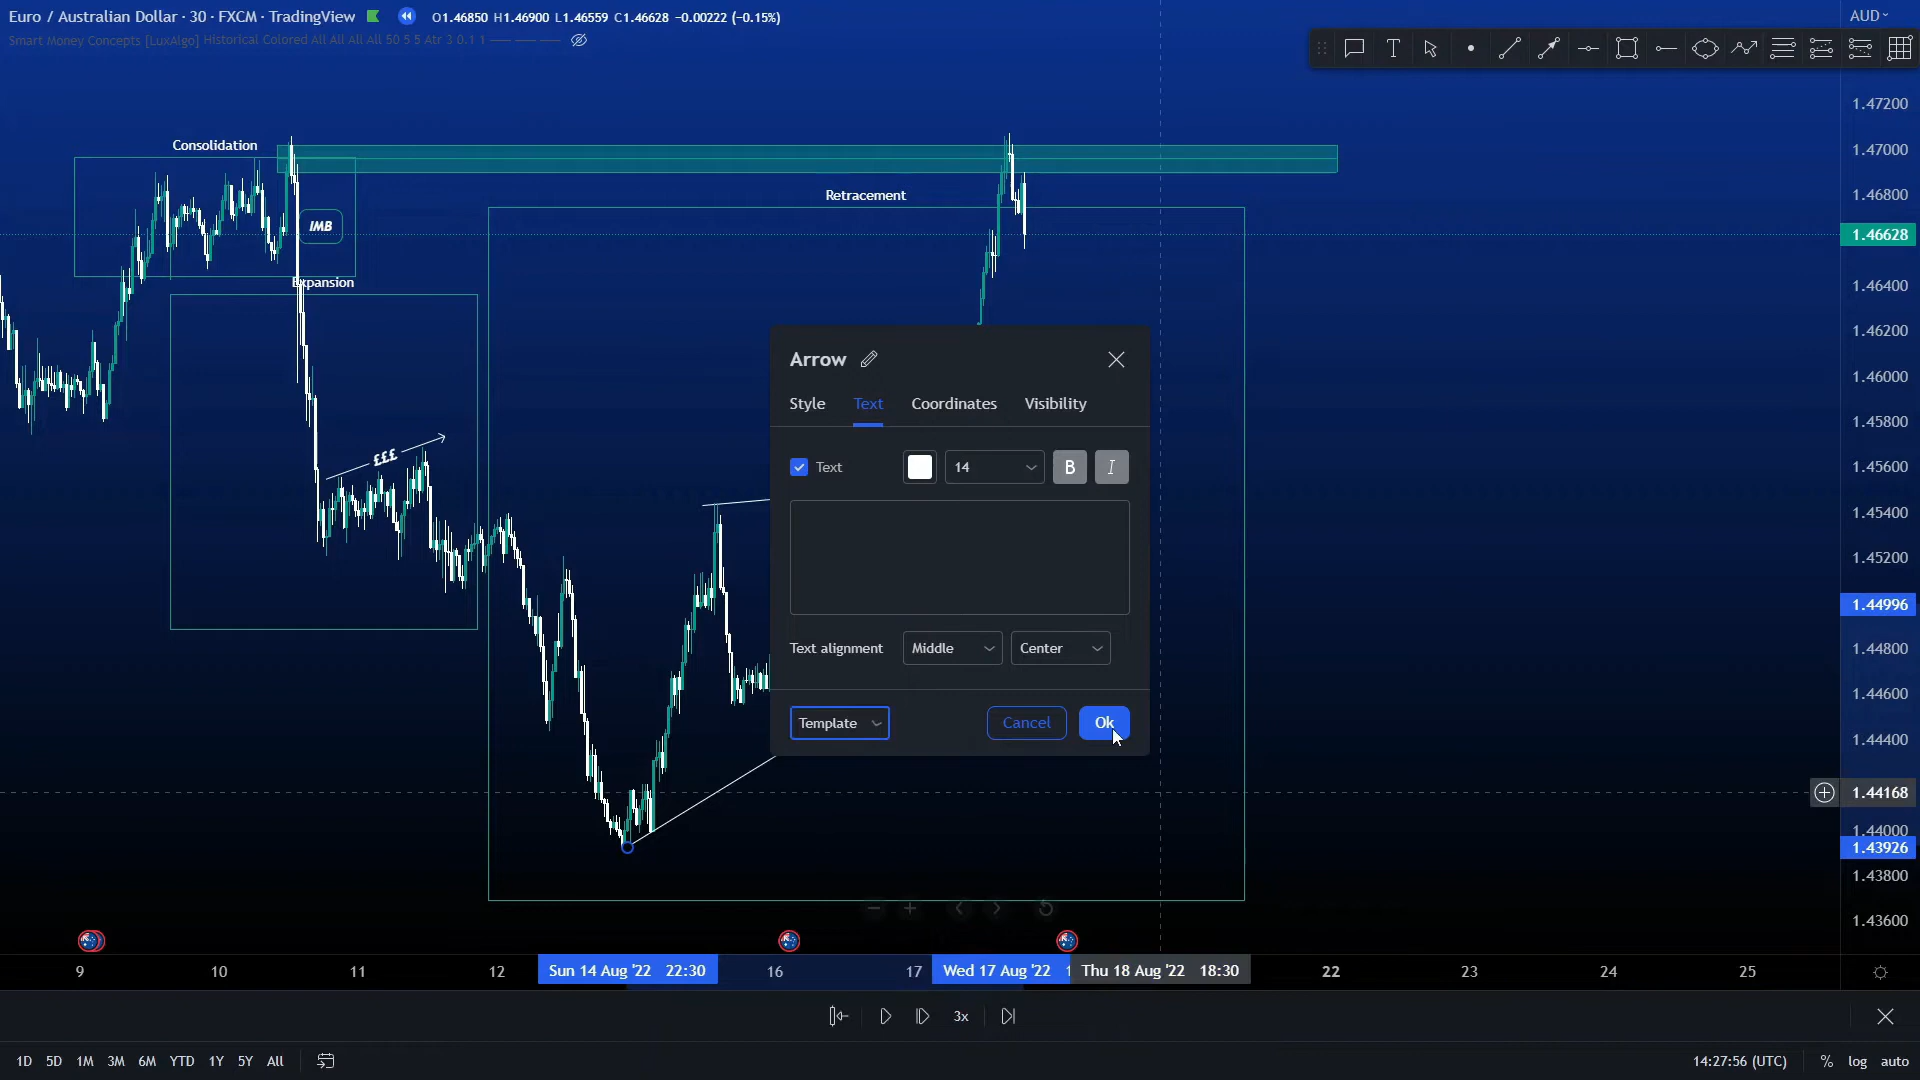 Euro / Australian Dollar · 30 · FXCM · TradingView O1.46850 H1.46900 L1.46559 C1.46628 −0.00222 (−0.15%)
Smart Money Concepts [LuxAlgo] Historical Colored All All All All 50 5 5 Atr 3 0.1 1
AUD
1.47200
Consolidation
1.47000
Retracement
1.46800
IMB
1.46628
Expansion
1.46400
1.46200
Arrow
1.46000
Style Text Coordinates Visibility
1.45800
£££
Text 14 B I
1.45600
1.45400
1.45200
1.44996
Text alignment Middle Center
1.44800
1.44600
Template Cancel Ok
1.44400
1.44168
1.44000
1.43926
1.43800
1.43600
9 10 11 12 Sun 14 Aug '22 22:30 16 17 Wed 17 Aug '22 1 Thu 18 Aug '22 18:30 22 23 24 25
3x
1D 5D 1M 3M 6M YTD 1Y 5Y All 14:27:56 (UTC) % log auto